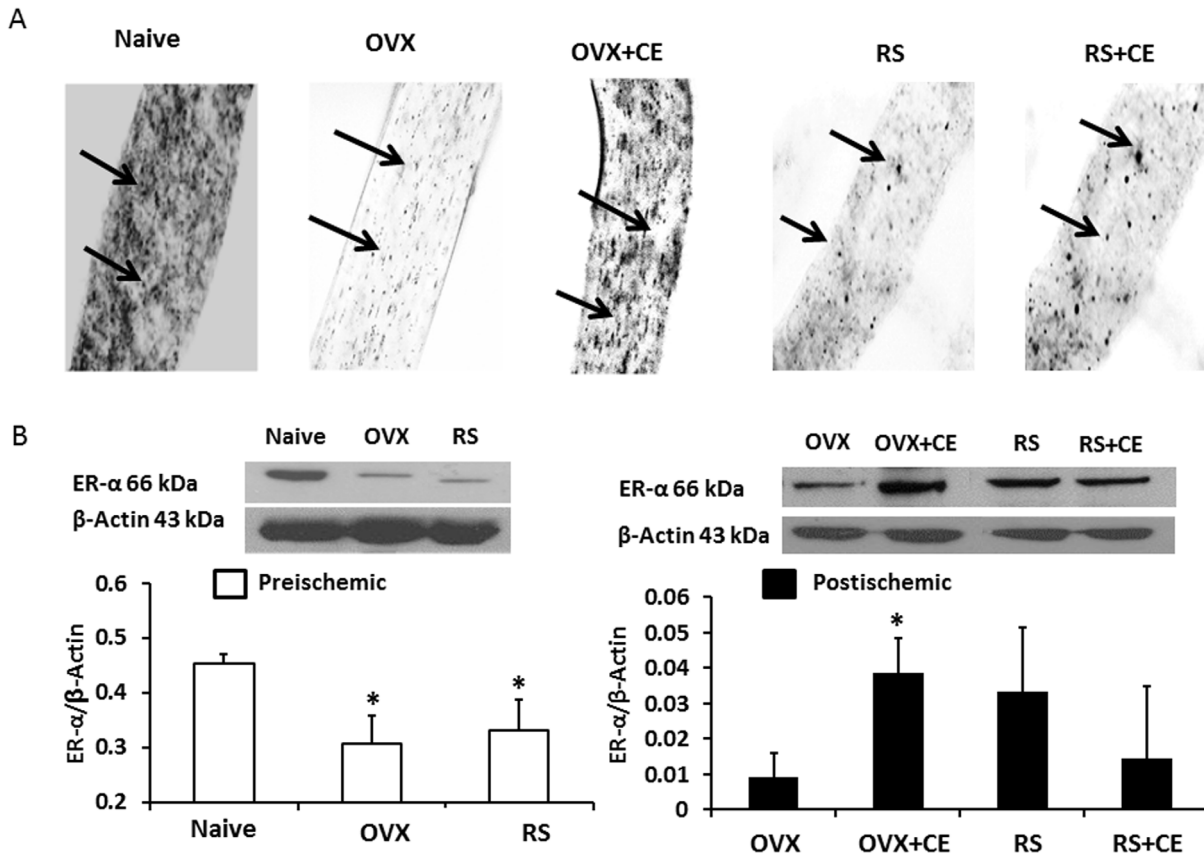 A
Naive
OVX
OVX+CE
RS
RS+CE
B
Naive OVX RS
ER-α 66 kDa
β-Actin 43 kDa
Preischemic
0.6
0.5
0.4
0.3
0.2
ER-α/β-Actin
*
*
Naive OVX RS
OVX OVX+CE RS RS+CE
ER-α 66 kDa
β-Actin 43 kDa
Postischemic
0.06
0.05
0.04
0.03
0.02
0.01
0
ER-α/β-Actin
*
OVX OVX+CE RS RS+CE